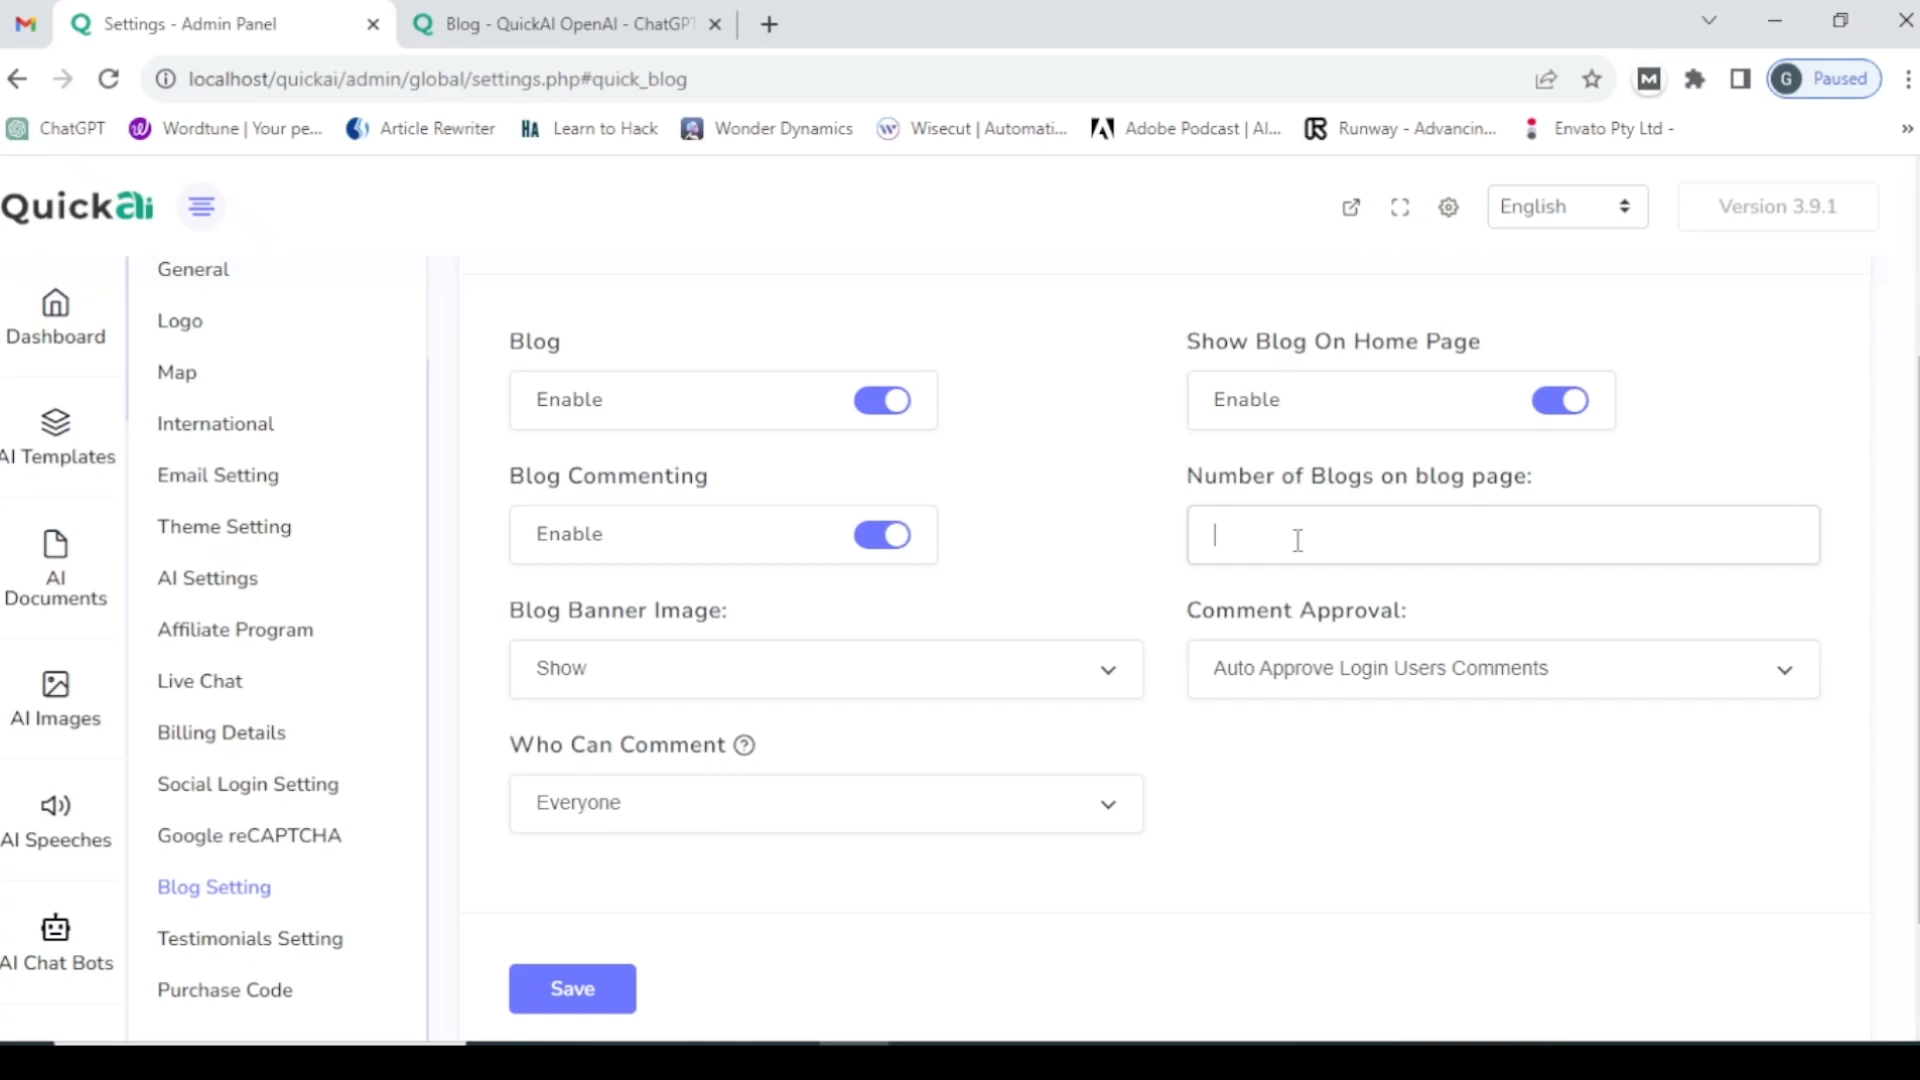 Settings - Admin Panel
Blog - QuickAI OpenAI - ChatGPT
localhost/quickai/admin/global/settings.php#quick_blog
G Paused
ChatGPT
Wordtune | Your pe...
Article Rewriter
HA Learn to Hack
Wonder Dynamics
Wisecut | Automati...
Adobe Podcast | AI...
Runway - Advancin...
Envato Pty Ltd -
QuickAi
English
Version 3.9.1
Dashboard
AI Templates
AI
Documents
AI Images
AI Speeches
AI Chat Bots
General
Logo
Map
International
Email Setting
Theme Setting
AI Settings
Affiliate Program
Live Chat
Billing Details
Social Login Setting
Google reCAPTCHA
Blog Setting
Testimonials Setting
Purchase Code
Blog
Enable
Show Blog On Home Page
Enable
Blog Commenting
Enable
Number of Blogs on blog page:
Blog Banner Image:
Show
Comment Approval:
Auto Approve Login Users Comments
Who Can Comment
Everyone
Save